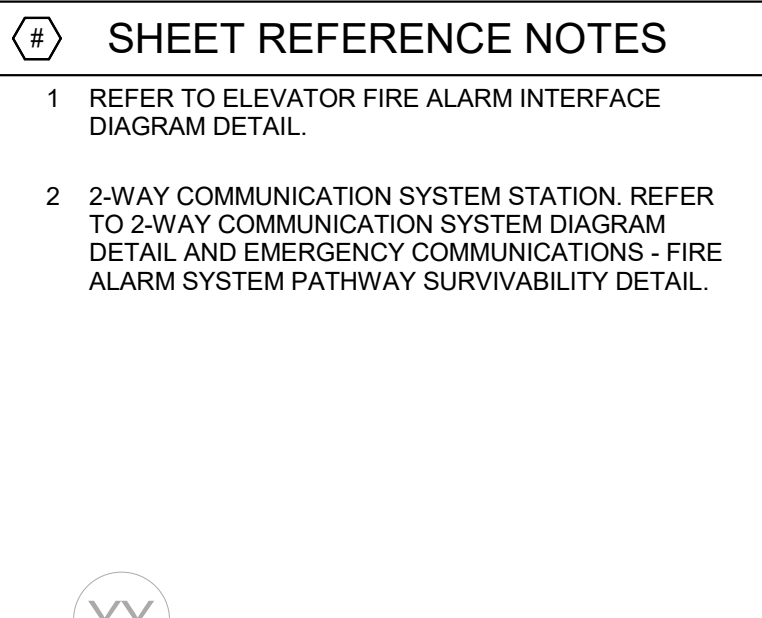 # SHEET REFERENCE NOTES
1 REFER TO ELEVATOR FIRE ALARM INTERFACE
DIAGRAM DETAIL.
2 2-WAY COMMUNICATION SYSTEM STATION. REFER
TO 2-WAY COMMUNICATION SYSTEM DIAGRAM
DETAIL AND EMERGENCY COMMUNICATIONS - FIRE
ALARM SYSTEM PATHWAY SURVIVABILITY DETAIL.